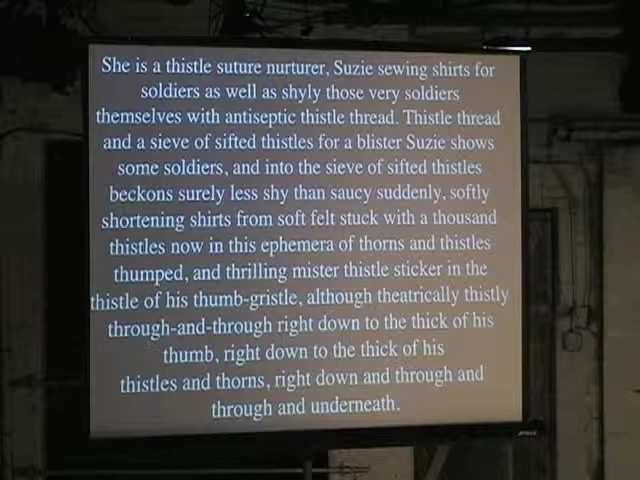 She is a thistle suture nurturer, Suzie sewing shirts for
soldiers as well as shyly those very soldiers
themselves with antiseptic thistle thread. Thistle thread
and a sieve of sifted thistles for a blister Suzie shows
some soldiers, and into the sieve of sifted thistles
beckons surely less shy than saucy suddenly, softly
shortening shirts from soft felt stuck with a thousand
thistles now in this ephemera of thorns and thistles
thumped, and thrilling mister thistle sticker in the
thistle of his thumb-gristle, although theatrically thistly
through-and-through right down to the thick of his
thumb, right down to the thick of his
thistles and thorns, right down and through and
through and underneath.